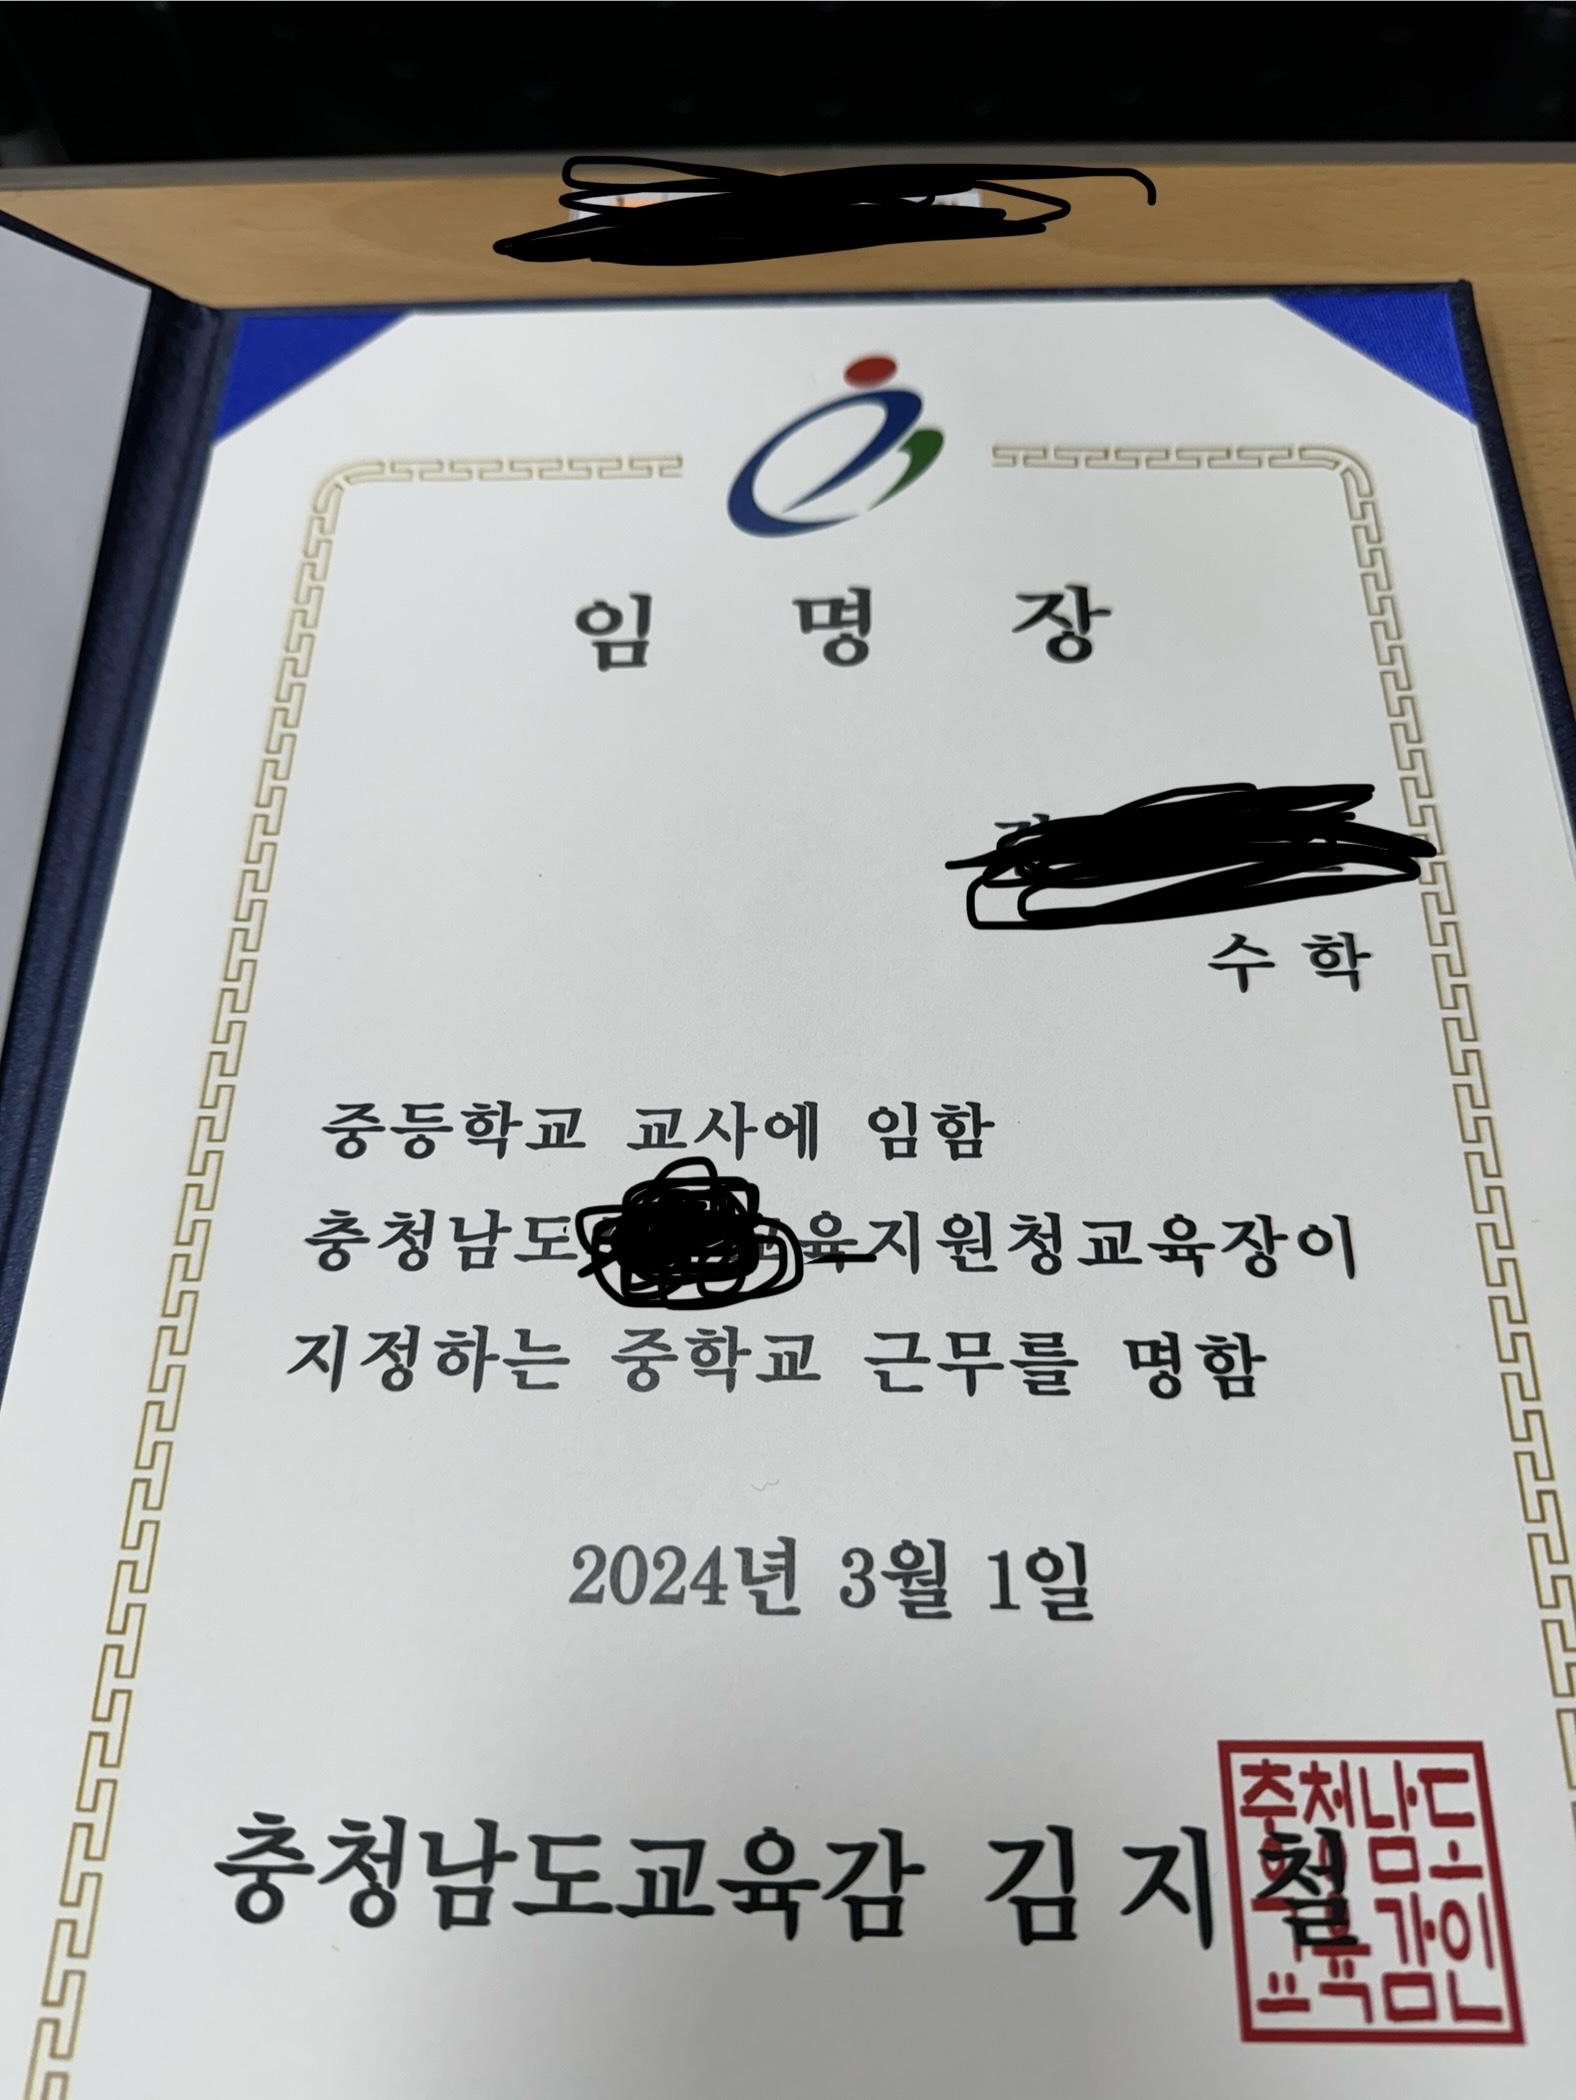 임 명 장
수 학
중등학교 교사에 임함
충청남도 육지원청교육장이
지정하는 중학교 근무를 명함
2024년 3월 1일
충청남도교육감 김 지 철